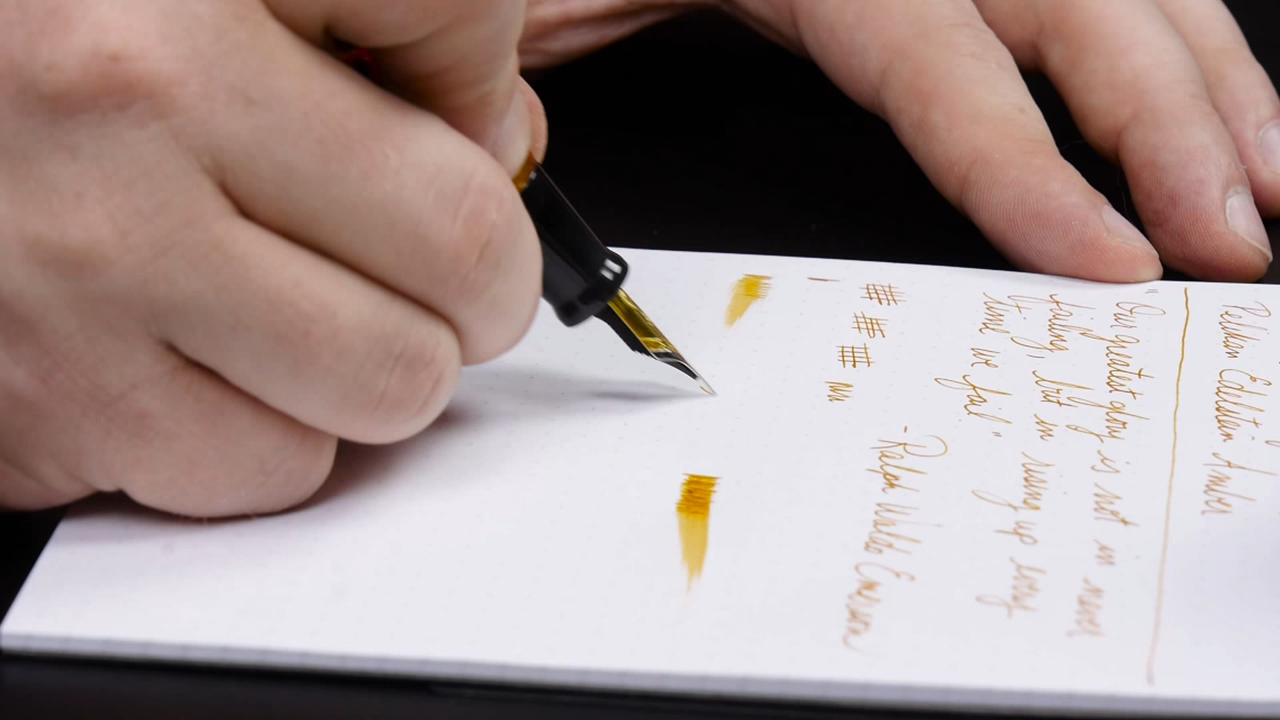 Pelikan Edelstein Amber
"Our greatest glory is not in never
failing, but in rising up every
time we fail"
- Ralph Waldo Emerson